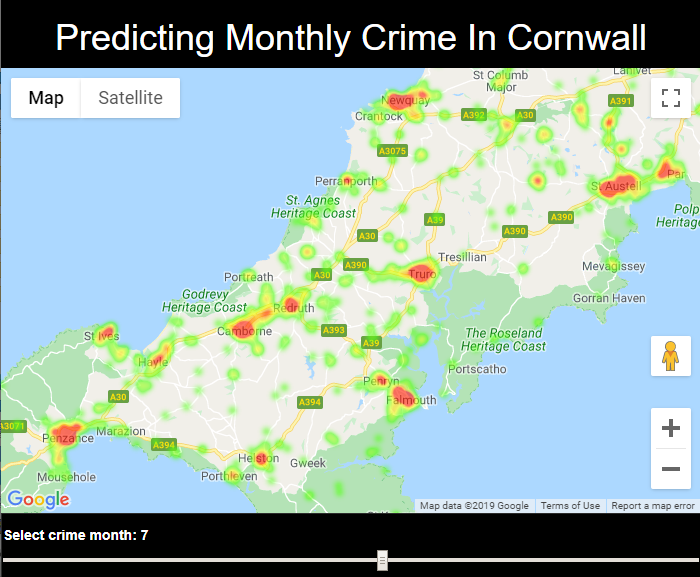 Predicting Monthly Crime In Cornwall
Map Satellite
St Columb
Major
Lanivet
Newquay
Crantock
A392
A30
A391
A3075
Perranporth
St Austell
Par
St. Agnes
Heritage Coast
A30
A39
A390
A390
Polp
Heritage
A390
A30
Truro
Tresillian
Mevagissey
Portreath
Godrevy
Heritage Coast
Redruth
Gorran Haven
Camborne
A393
St Ives
Hayle
A39
The Roseland
Heritage Coast
Portscatho
Penryn
Falmouth
A30
A394
A3071
Penzance
Marazion
A394
Helston
Gweek
Porthleven
Mousehole
Google
Map data ©2019 Google Terms of Use Report a map error
Select crime month: 7